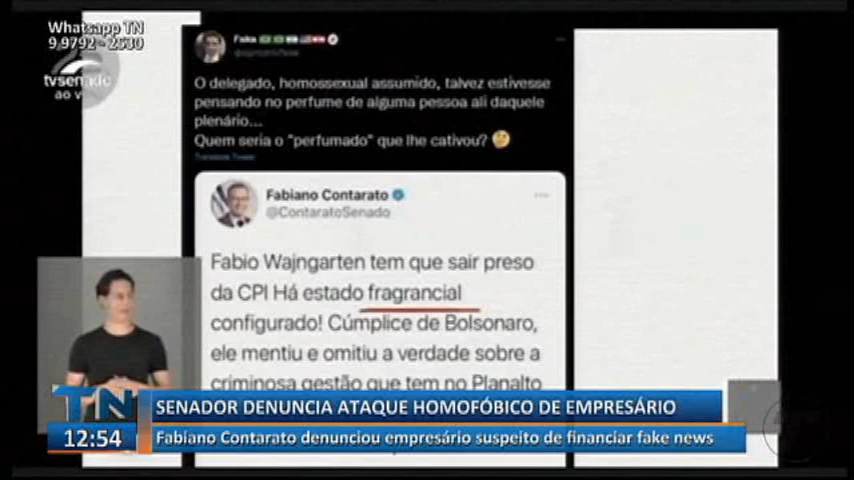 Whatsapp TN
9.9792 - 2530
tvsenado
ao v
O delegado, homossexual assumido, talvez estivesse
pensando no perfume de alguma pessoa ali daquele
plenário...
Quem seria o "perfumado" que lhe cativou? 🤔
Translate Tweet
Fabiano Contarato
@ContaratoSenado
Fabio Wajngarten tem que sair preso
da CPI Há estado fragrancial
configurado! Cúmplice de Bolsonaro,
ele mentiu e omitiu a verdade sobre a
criminosa gestão que tem no Planalto
TN
SENADOR DENUNCIA ATAQUE HOMOFÓBICO DE EMPRESÁRIO
12:54
Fabiano Contarato denunciou empresário suspeito de financiar fake news